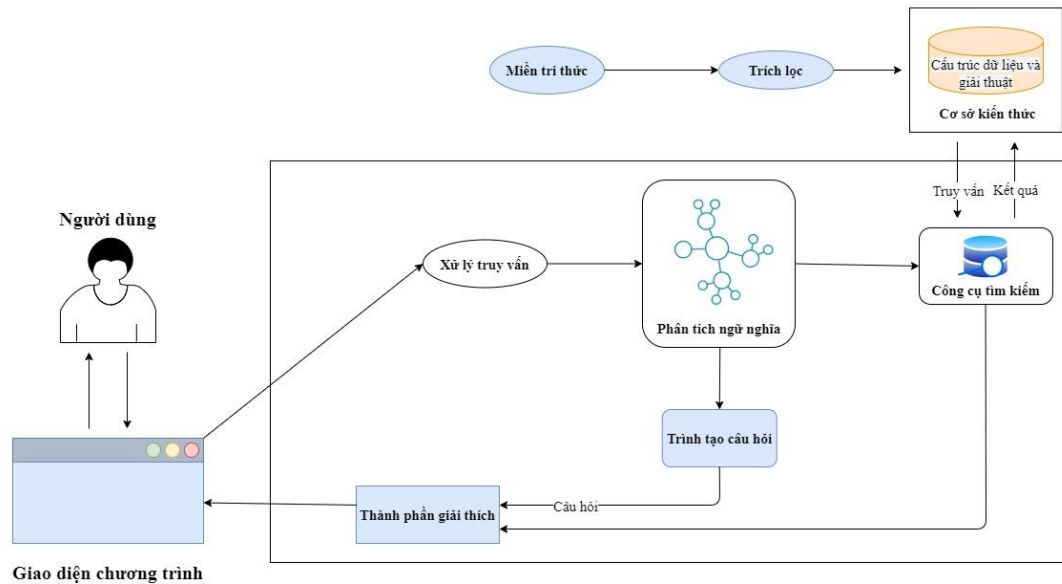 Miền tri thức
Trích lọc
Cấu trúc dữ liệu và
giải thuật
Cơ sở kiến thức
Truy vấn
Kết quả
Người dùng
Xử lý truy vấn
Phân tích ngữ nghĩa
Công cụ tìm kiếm
Trình tạo câu hỏi
Câu hỏi
Thành phần giải thích
Giao diện chương trình